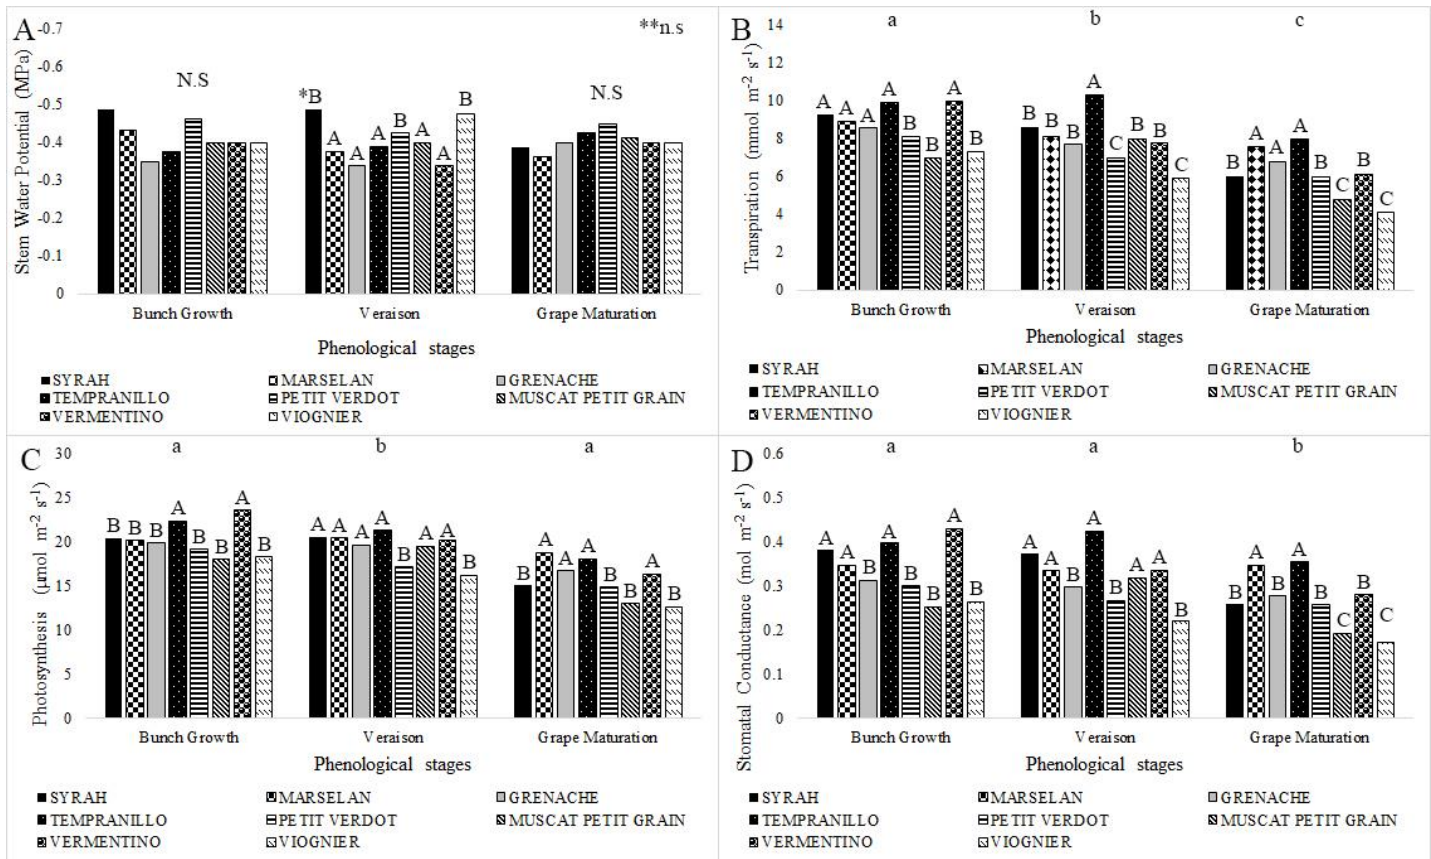 A
**n.s
Stem Water Potential (MPa)
-0.7
-0.6
-0.5
-0.4
-0.3
-0.2
-0.1
0
N.S
*B A A A B A A B
N.S
Bunch Growth Veraison Grape Maturation
Phenological stages
SYRAH MARSELAN GRENACHE
TEMPRANILLO PETIT VERDOT MUSCAT PETIT GRAIN
VERMENTINO VIOGNIER
B
a b c
Transpiration (mmol m-2 s-1)
14
12
10
8
6
4
2
0
A A A A B B A B
B B B A C B B C
B A A A B C B C
Bunch Growth Veraison Grape Maturation
Phenological stages
SYRAH MARSELAN GRENACHE
TEMPRANILLO PETIT VERDOT MUSCAT PETIT GRAIN
VERMENTINO VIOGNIER
C
a b a
Photosynthesis (µmol m-2 s-1)
30
25
20
15
10
5
0
B B B A B B A B
A A A A B A A B
B A A A B B A B
Bunch Growth Veraison Grape Maturation
Phenological stages
SYRAH MARSELAN GRENACHE
TEMPRANILLO PETIT VERDOT MUSCAT PETIT GRAIN
VERMENTINO VIOGNIER
D
a a b
Stomatal Conductance (mol m-2 s-1)
0.6
0.5
0.4
0.3
0.2
0.1
0
A A B A B B A B
A A B A B A A B
B A B A B C B C
Bunch Growth Veraison Grape Maturation
Phenological stages
SYRAH MARSELAN GRENACHE
TEMPRANILLO PETIT VERDOT MUSCAT PETIT GRAIN
VERMENTINO VIOGNIER